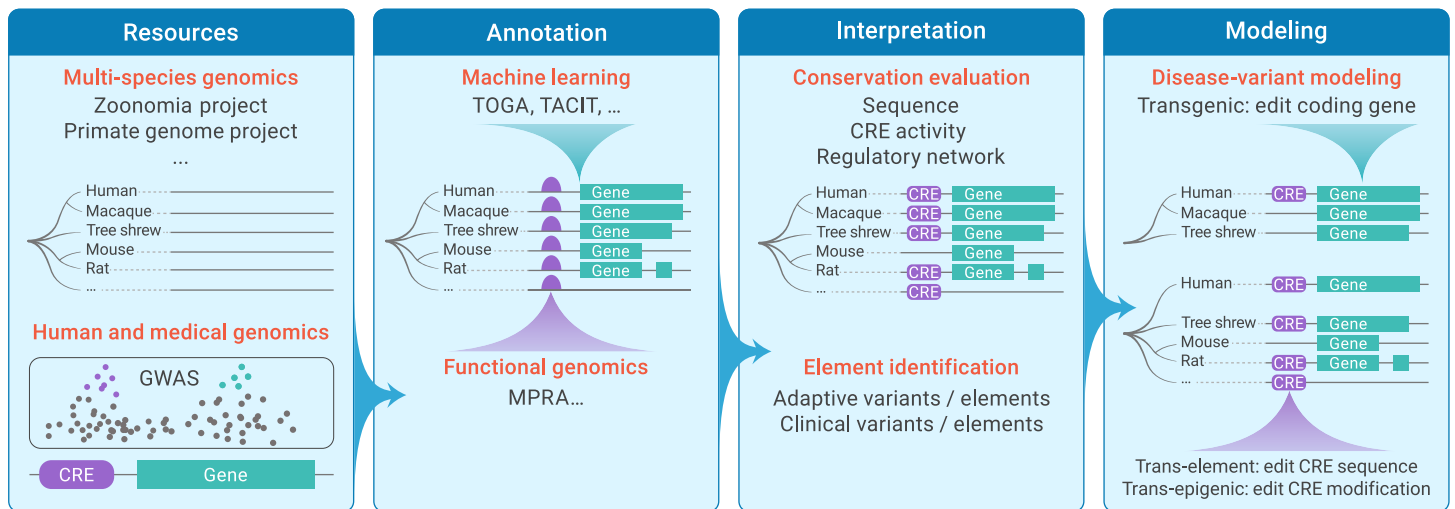 Resources
Multi-species genomics
Zoonomia project
Primate genome project
...
Human
Macaque
Tree shrew
Mouse
Rat
...
Human and medical genomics
GWAS
CRE Gene
Annotation
Machine learning
TOGA, TACIT, ...
Human Gene
Macaque Gene
Tree shrew Gene
Mouse Gene
Rat Gene
...
Functional genomics
MPRA...
Interpretation
Conservation evaluation
Sequence
CRE activity
Regulatory network
Human CRE Gene
Macaque CRE Gene
Tree shrew CRE Gene
Mouse Gene
Rat CRE Gene
... CRE
Element identification
Adaptive variants / elements
Clinical variants / elements
Modeling
Disease-variant modeling
Transgenic: edit coding gene
Human CRE Gene
Macaque Gene
Tree shrew Gene
Human CRE Gene
Tree shrew CRE Gene
Mouse Gene
Rat CRE Gene
... CRE
Trans-element: edit CRE sequence
Trans-epigenic: edit CRE modification